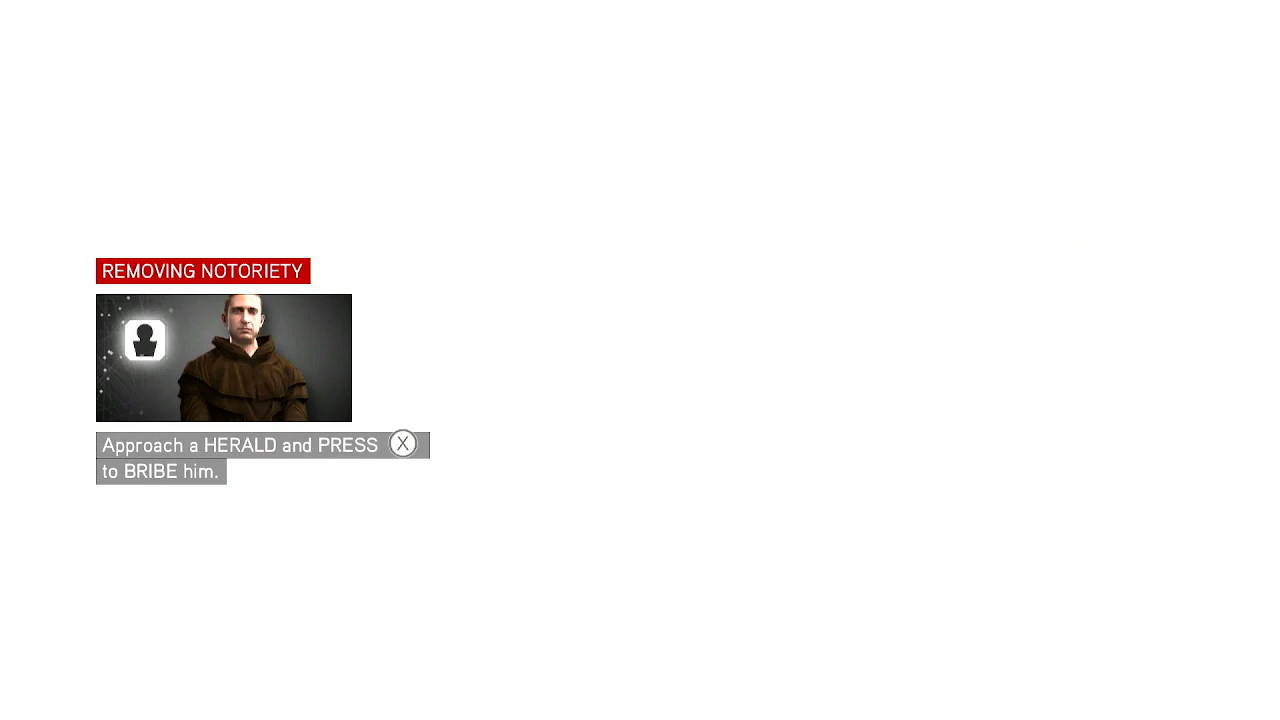 REMOVING NOTORIETY
Approach a HERALD and PRESS X
to BRIBE him.